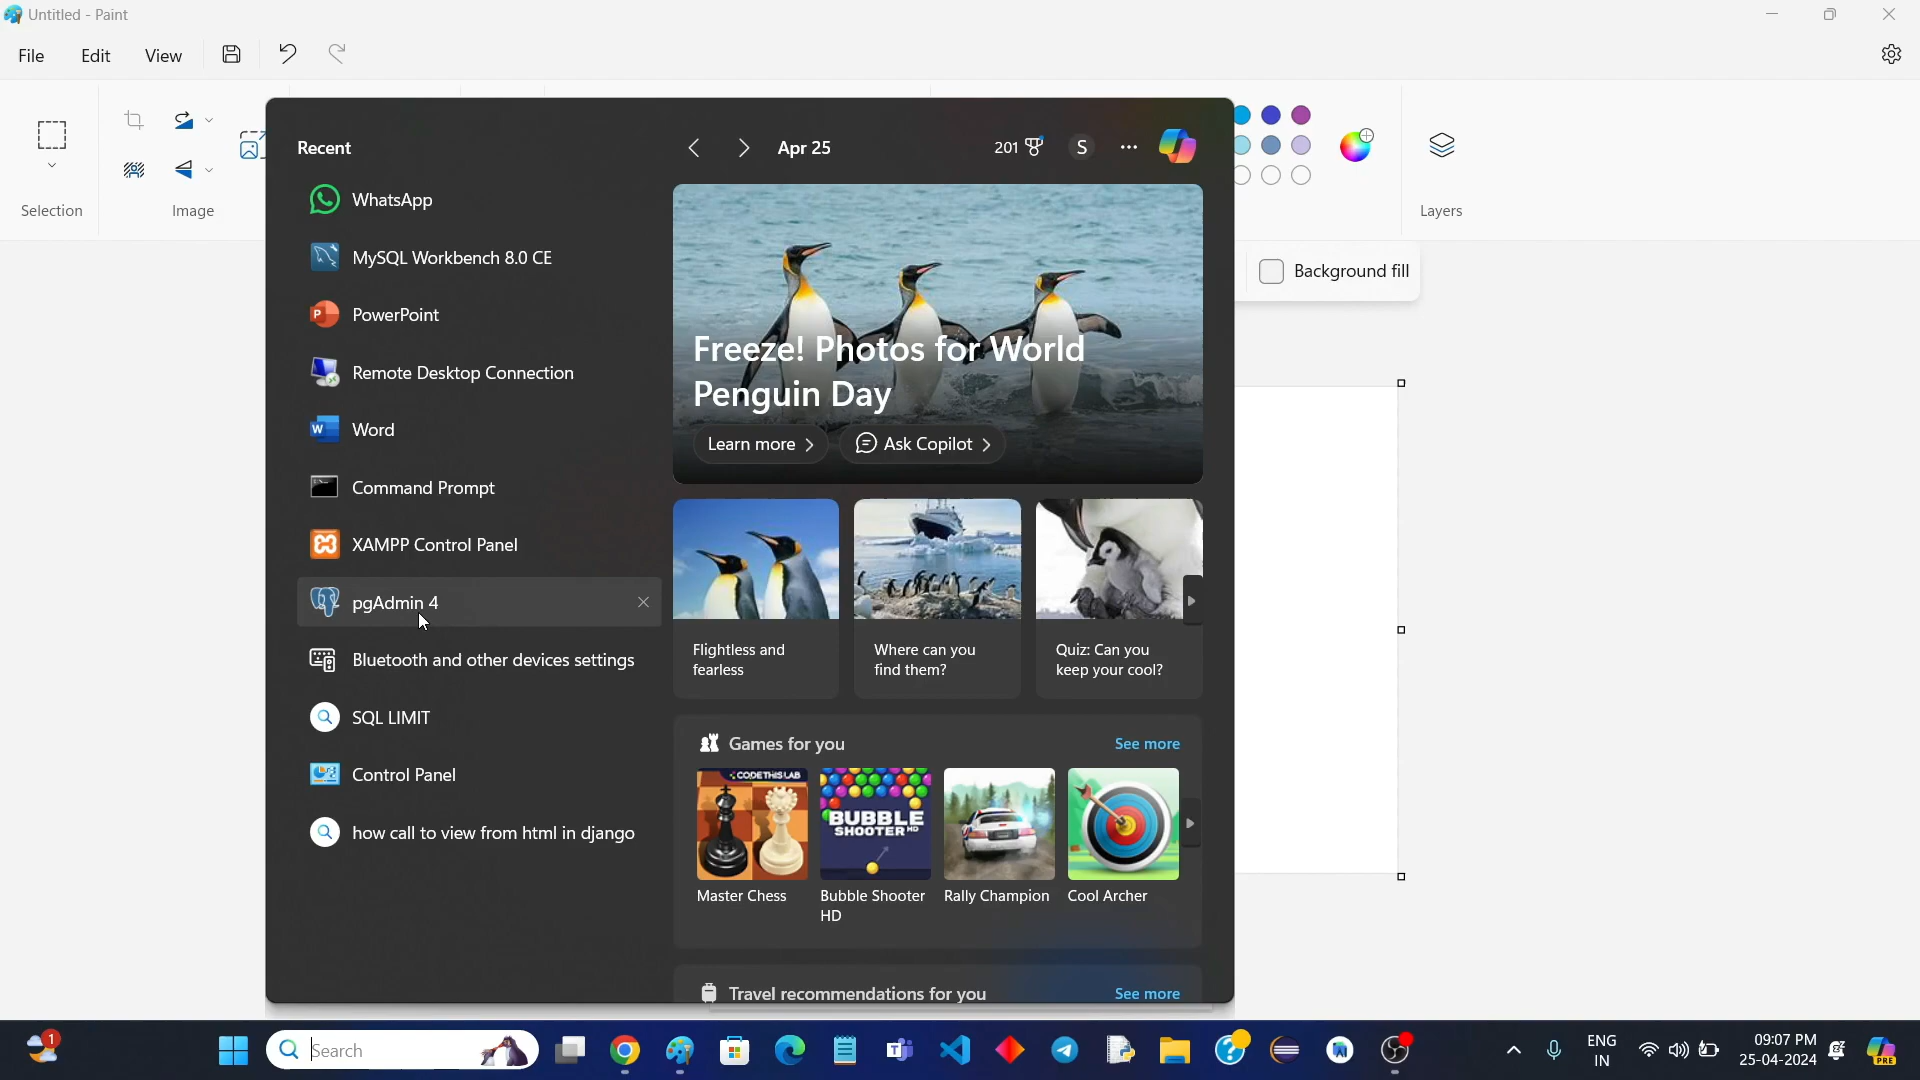 Untitled - Paint
File Edit View
Selection
Image
Layers
Background fill
Recent
WhatsApp
MySQL Workbench 8.0 CE
PowerPoint
Remote Desktop Connection
Word
Command Prompt
XAMPP Control Panel
pgAdmin 4
Bluetooth and other devices settings
SQL LIMIT
Control Panel
how call to view from html in django
Apr 25
201
S
Freeze! Photos for World
Penguin Day
Learn more
Ask Copilot
Flightless and
fearless
Where can you
find them?
Quiz: Can you
keep your cool?
Games for you
See more
CODETHISLAB
BUBBLE
SHOOTER HD
Master Chess
Bubble Shooter
HD
Rally Champion
Cool Archer
Travel recommendations for you
See more
1
Search
ENG
IN
09:07 PM
25-04-2024
PRE